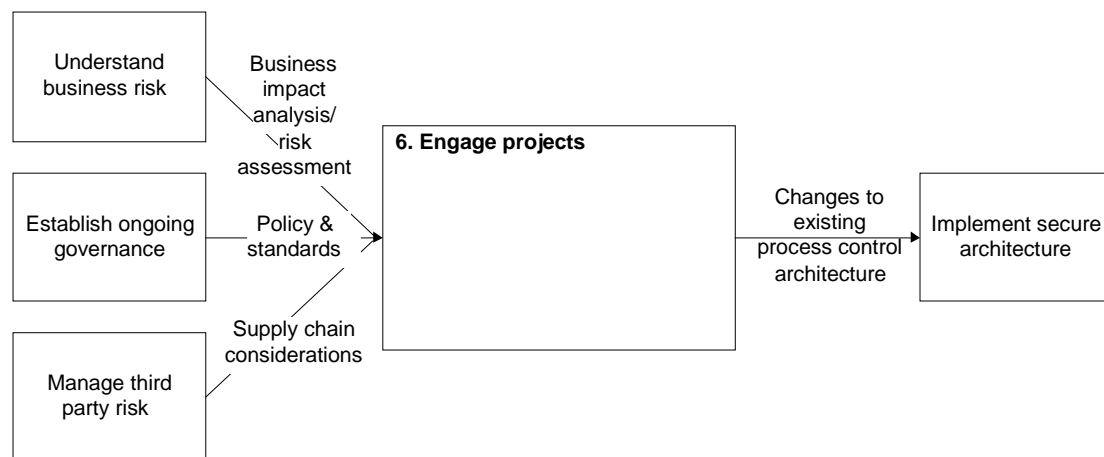 Understand
business risk
Business
impact
analysis/
risk
assessment
6. Engage projects
Establish ongoing
governance
Policy &
standards
Changes to
existing
process control
architecture
Implement secure
architecture
Supply chain
considerations
Manage third
party risk